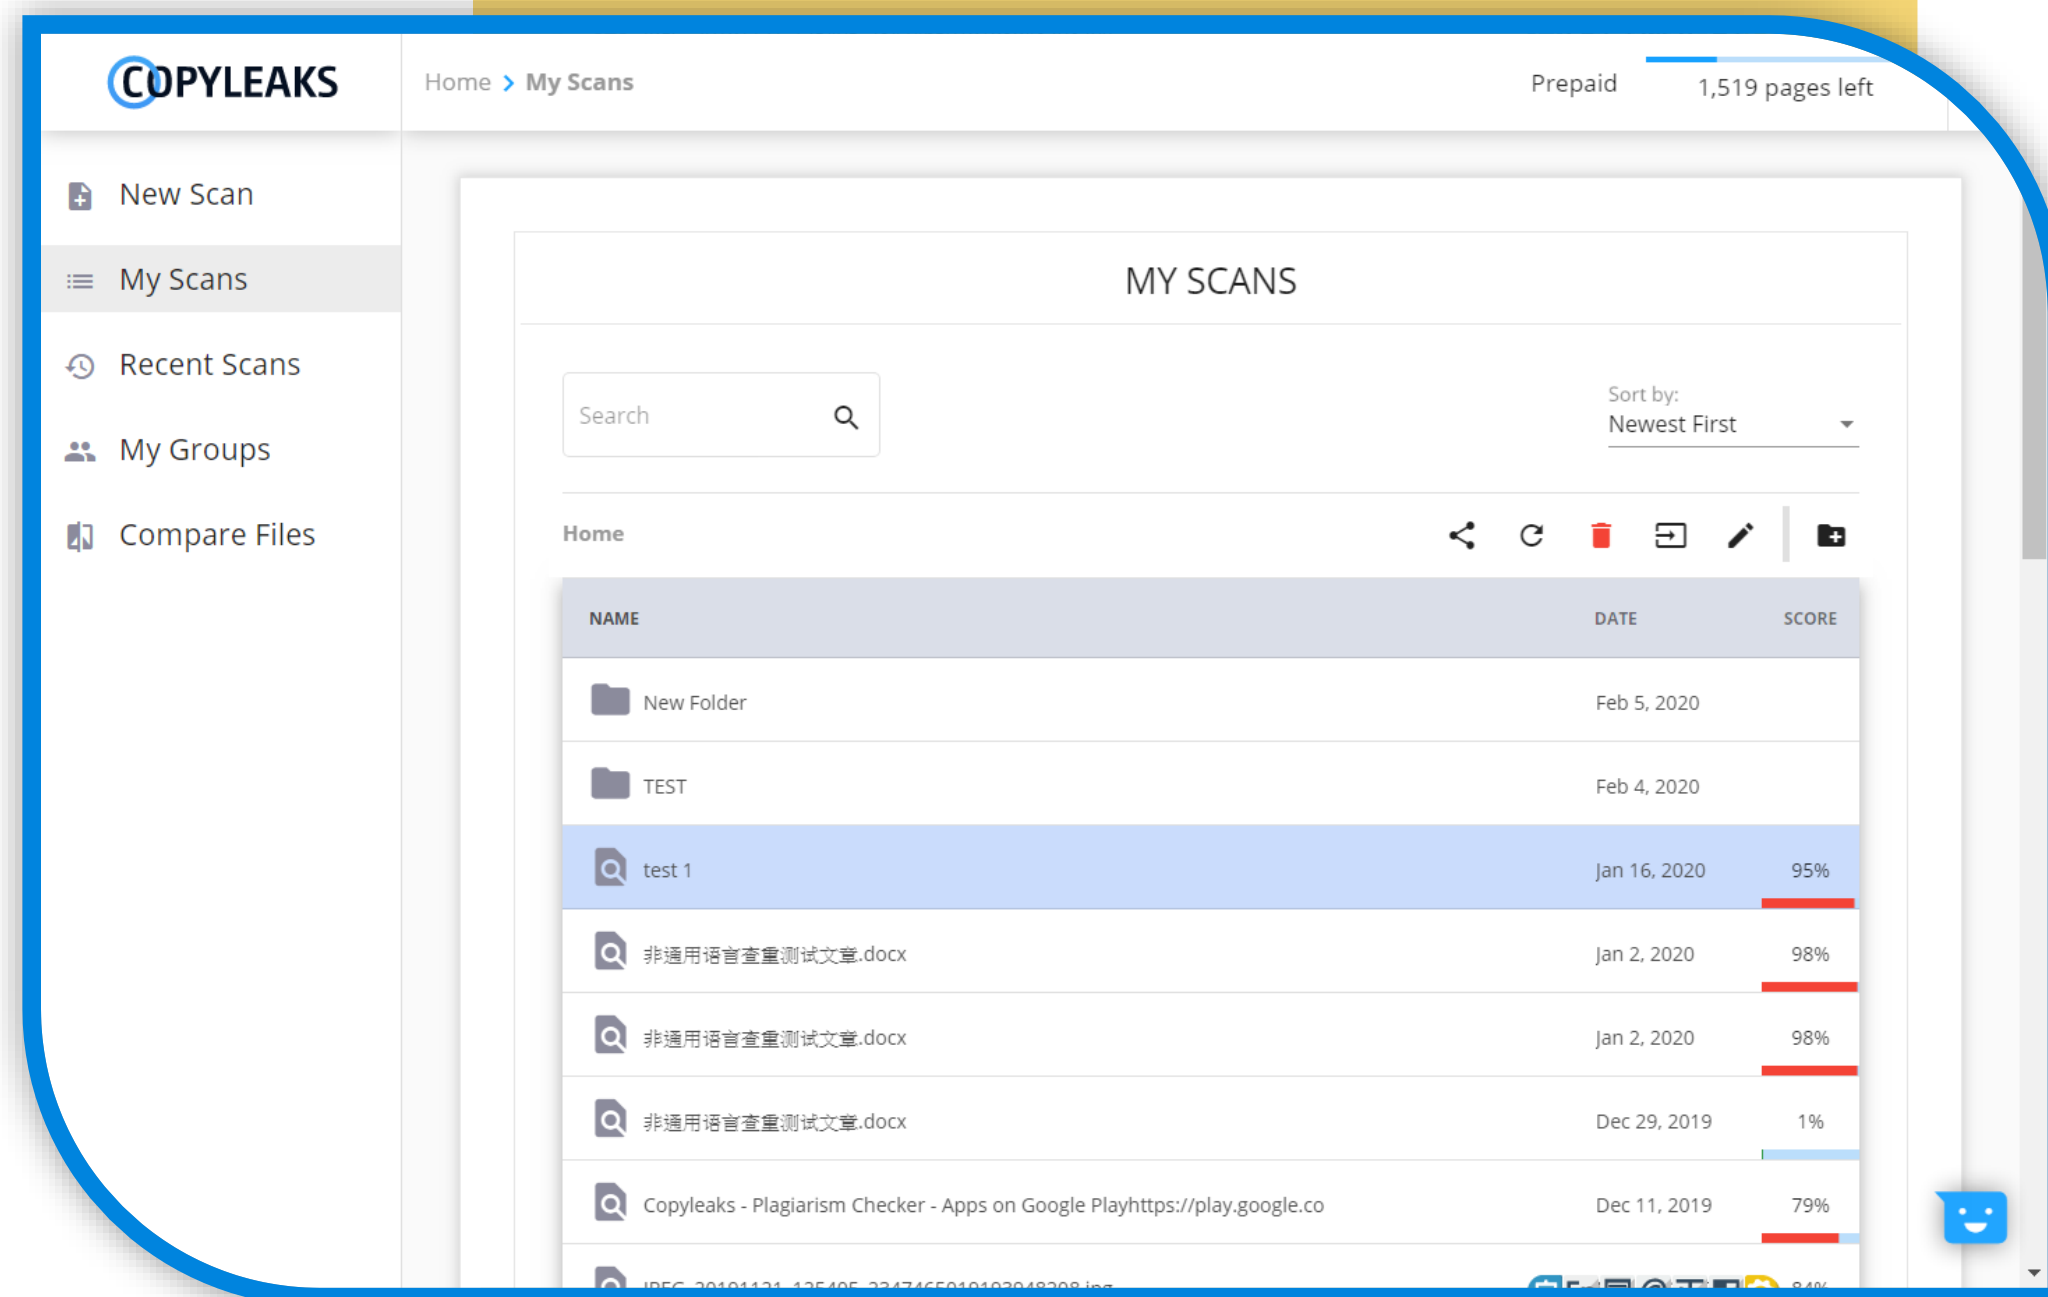 COPYLEAKS
Home > My Scans
Prepaid
1,519 pages left
New Scan
My Scans
Recent Scans
My Groups
Compare Files
MY SCANS
Search
Sort by:
Newest First
Home
NAME DATE SCORE
New Folder Feb 5, 2020
TEST Feb 4, 2020
test 1 Jan 16, 2020 95%
非通用语言查重测试文章.docx Jan 2, 2020 98%
非通用语言查重测试文章.docx Jan 2, 2020 98%
非通用语言查重测试文章.docx Dec 29, 2019 1%
Copyleaks - Plagiarism Checker - Apps on Google Playhttps://play.google.co Dec 11, 2019 79%
84%